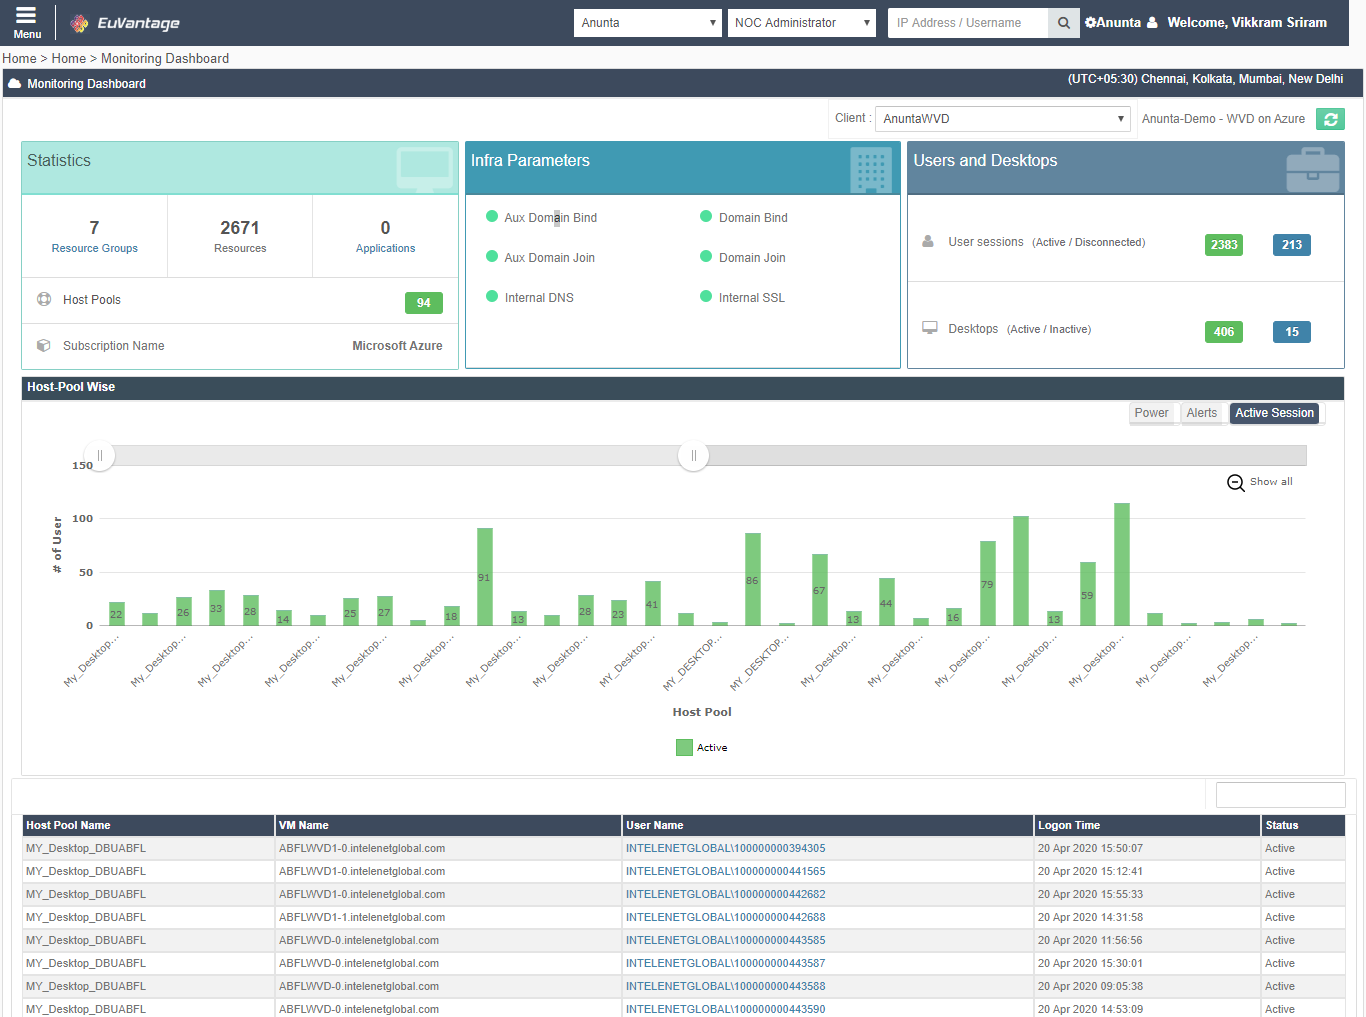 Menu
EuVantage
Anunta
NOC Administrator
IP Address / Username
Anunta
Welcome, Vikkram Sriram
Home > Home > Monitoring Dashboard
Monitoring Dashboard
(UTC+05:30) Chennai, Kolkata, Mumbai, New Delhi
Client :
AnuntaWVD
Anunta-Demo - WVD on Azure
Statistics
7
Resource Groups
2671
Resources
0
Applications
Host Pools
94
Subscription Name
Microsoft Azure
Infra Parameters
Aux Domain Bind
Domain Bind
Aux Domain Join
Domain Join
Internal DNS
Internal SSL
Users and Desktops
User sessions (Active / Disconnected)
2383
213
Desktops (Active / Inactive)
406
15
Host-Pool Wise
Power
Alerts
Active Session
Show all
150
100
50
0
# of User
22
26
33
28
14
25
27
18
91
13
28
23
41
86
67
13
44
16
79
13
59
My_Desktop...
My_Desktop...
My_Desktop...
My_Desktop...
My_Desktop...
My_Desktop...
My_Desktop...
My_Desktop...
MY_Desktop...
MY_DESKTOP...
MY_DESKTOP...
My_Desktop...
My_Desktop...
My_Desktop...
My_Desktop...
My_Desktop...
My_Desktop...
My_Desktop...
Host Pool
Active
Host Pool Name VM Name User Name Logon Time Status
MY_Desktop_DBUABFL ABFLWVD1-0.intelenetglobal.com INTELENETGLOBAL\100000000394305 20 Apr 2020 15:50:07 Active
MY_Desktop_DBUABFL ABFLWVD1-0.intelenetglobal.com INTELENETGLOBAL\100000000441565 20 Apr 2020 15:12:41 Active
MY_Desktop_DBUABFL ABFLWVD1-0.intelenetglobal.com INTELENETGLOBAL\100000000442682 20 Apr 2020 15:55:33 Active
MY_Desktop_DBUABFL ABFLWVD1-1.intelenetglobal.com INTELENETGLOBAL\100000000442688 20 Apr 2020 14:31:58 Active
MY_Desktop_DBUABFL ABFLWVD-0.intelenetglobal.com INTELENETGLOBAL\100000000443585 20 Apr 2020 11:56:56 Active
MY_Desktop_DBUABFL ABFLWVD-0.intelenetglobal.com INTELENETGLOBAL\100000000443587 20 Apr 2020 15:30:01 Active
MY_Desktop_DBUABFL ABFLWVD-0.intelenetglobal.com INTELENETGLOBAL\100000000443588 20 Apr 2020 09:05:38 Active
MY_Desktop_DBUABFL ABFLWVD-0.intelenetglobal.com INTELENETGLOBAL\100000000443590 20 Apr 2020 14:53:09 Active